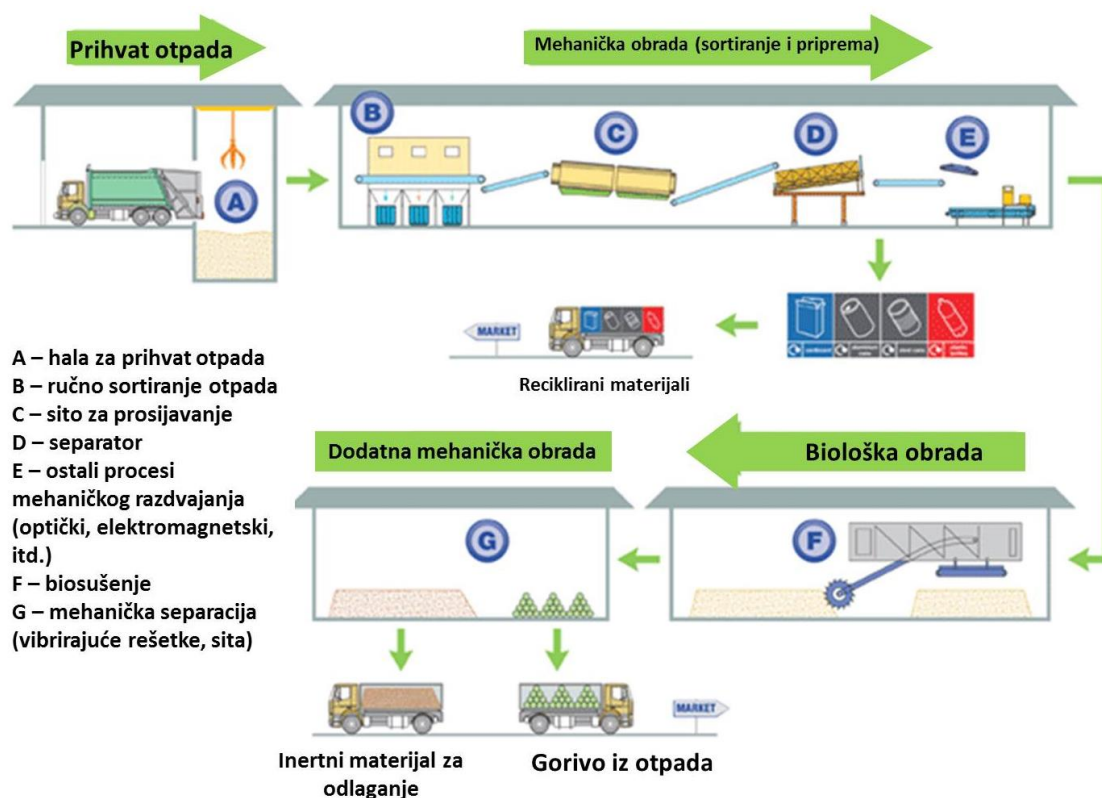 Prihvat otpada
Mehanička obrada (sortiranje i priprema)
A
B
C
D
E
MARKET
Reciklirani materijali
A – hala za prihvat otpada
B – ručno sortiranje otpada
C – sito za prosijavanje
D – separator
E – ostali procesi
mehaničkog razdvajanja
(optički, elektromagnetski,
itd.)
F – biosušenje
G – mehanička separacija
(vibrirajuće rešetke, sita)
Dodatna mehanička obrada
Biološka obrada
G
F
MARKET
Inertni materijal za
odlaganje
Gorivo iz otpada